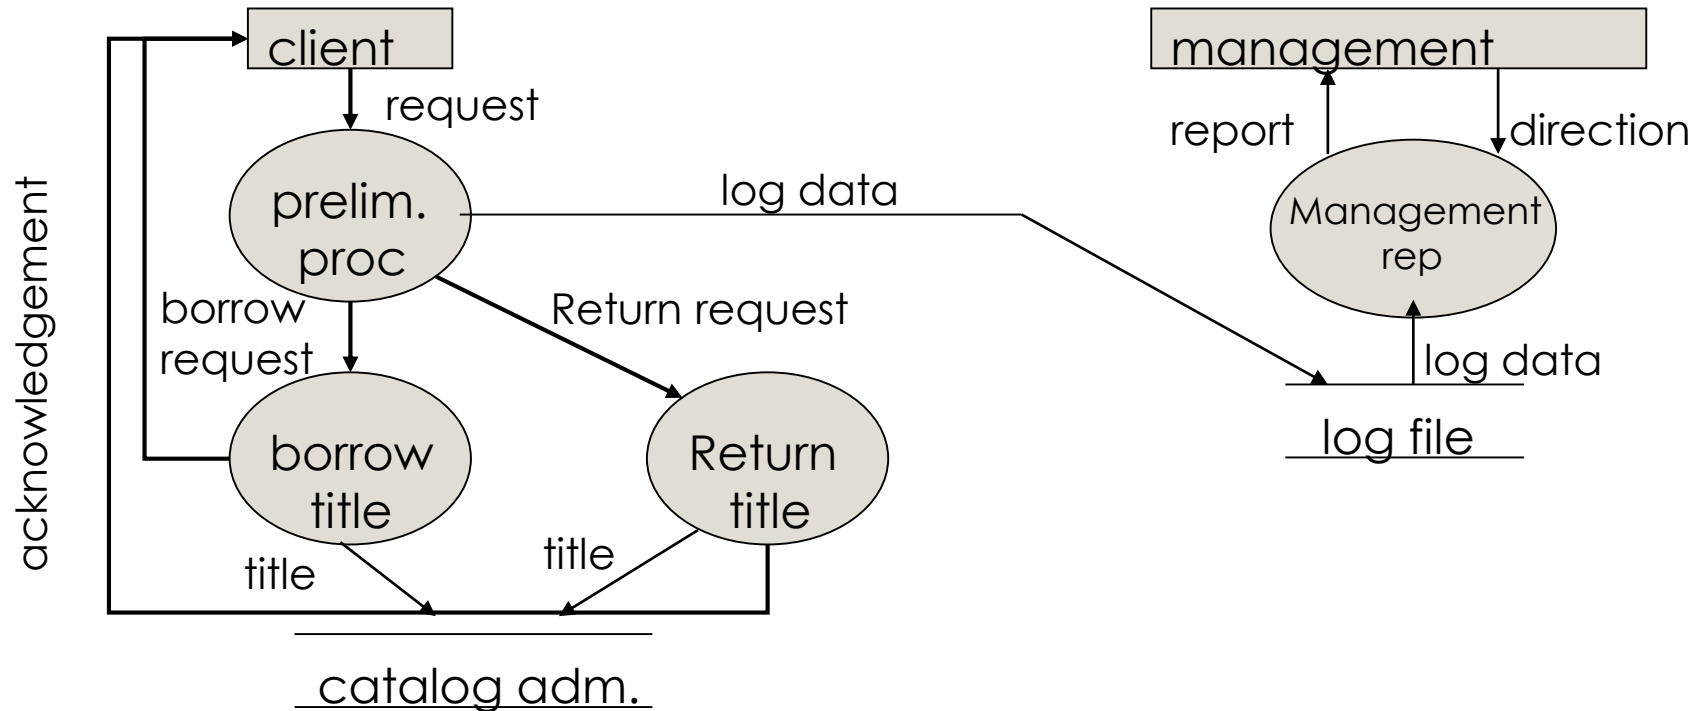 client
management
request
report
direction
prelim.
proc
log data
Management
rep
acknowledgement
borrow
request
Return request
log data
borrow
title
Return
title
log file
title
title
catalog adm.